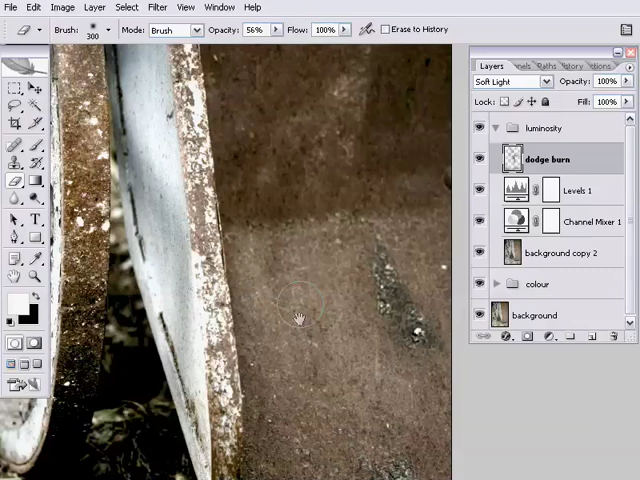 File Edit Image Layer Select Filter View Window Help
Brush: 300 Mode: Brush Opacity: 56% Flow: 100% Erase to History
Layers Paths
Soft Light Opacity: 100%
Lock: Fill: 100%
luminosity
dodge burn
Levels 1
Channel Mixer 1
background copy 2
colour
background